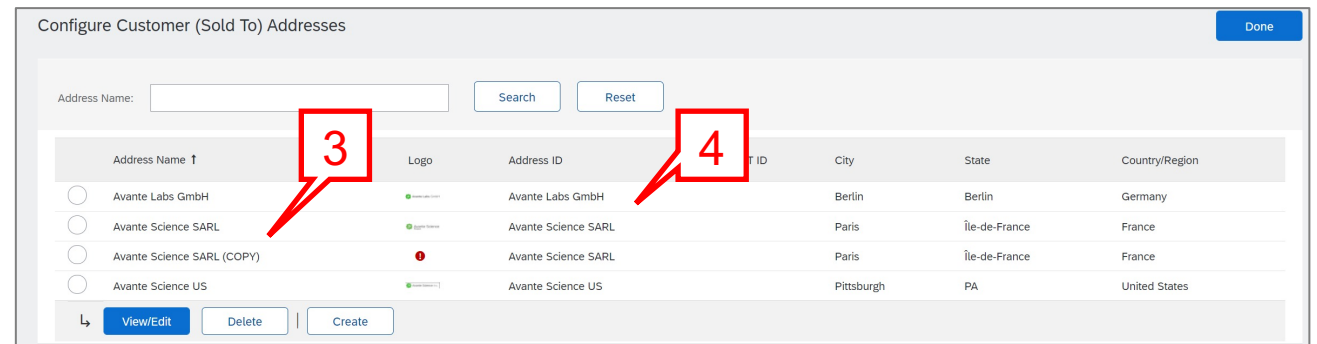 Configure Customer (Sold To) Addresses Done
Address Name: Search Reset
3 4
Address Name ↑ Logo Address ID T ID City State Country/Region
Avante Labs GmbH Avante Labs GmbH Berlin Berlin Germany
Avante Science SARL Avante Science SARL Paris Île-de-France France
Avante Science SARL (COPY) Avante Science SARL Paris Île-de-France France
Avante Science US Avante Science US Pittsburgh PA United States
View/Edit Delete | Create